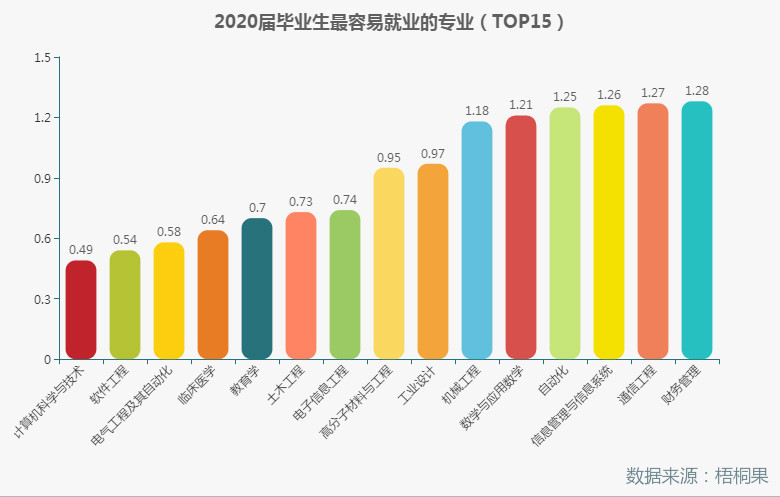 2020届毕业生最容易就业的专业（TOP15）
1.5
1.2
0.9
0.6
0.3
0
0.49
0.54
0.58
0.64
0.7
0.73
0.74
0.95
0.97
1.18
1.21
1.25
1.26
1.27
1.28
计算机科学与技术
软件工程
电气工程及其自动化
临床医学
教育学
土木工程
电子信息工程
高分子材料与工程
工业设计
机械工程
数学与应用数学
自动化
信息管理与信息系统
通信工程
财务管理
数据来源：梧桐果